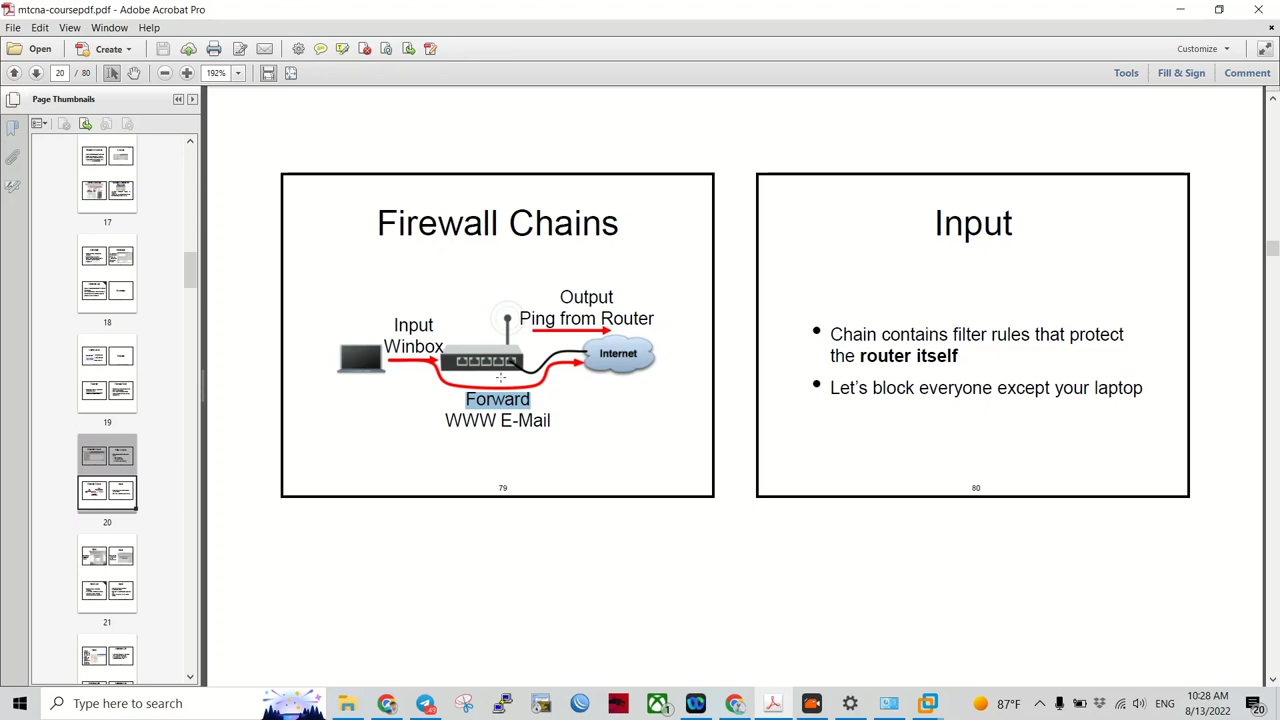 mtcna-coursepdf.pdf - Adobe Acrobat Pro
File Edit View Window Help
Open Create Customize
20 / 80 192% Tools Fill & Sign Comment
Page Thumbnails
17
18
19
20
21
Firewall Chains
Output
Ping from Router
Input
Winbox
Internet
Forward
WWW E-Mail
79
Input
• Chain contains filter rules that protect
the router itself
• Let's block everyone except your laptop
80
Type here to search
87°F ENG
10:28 AM
8/13/2022
20